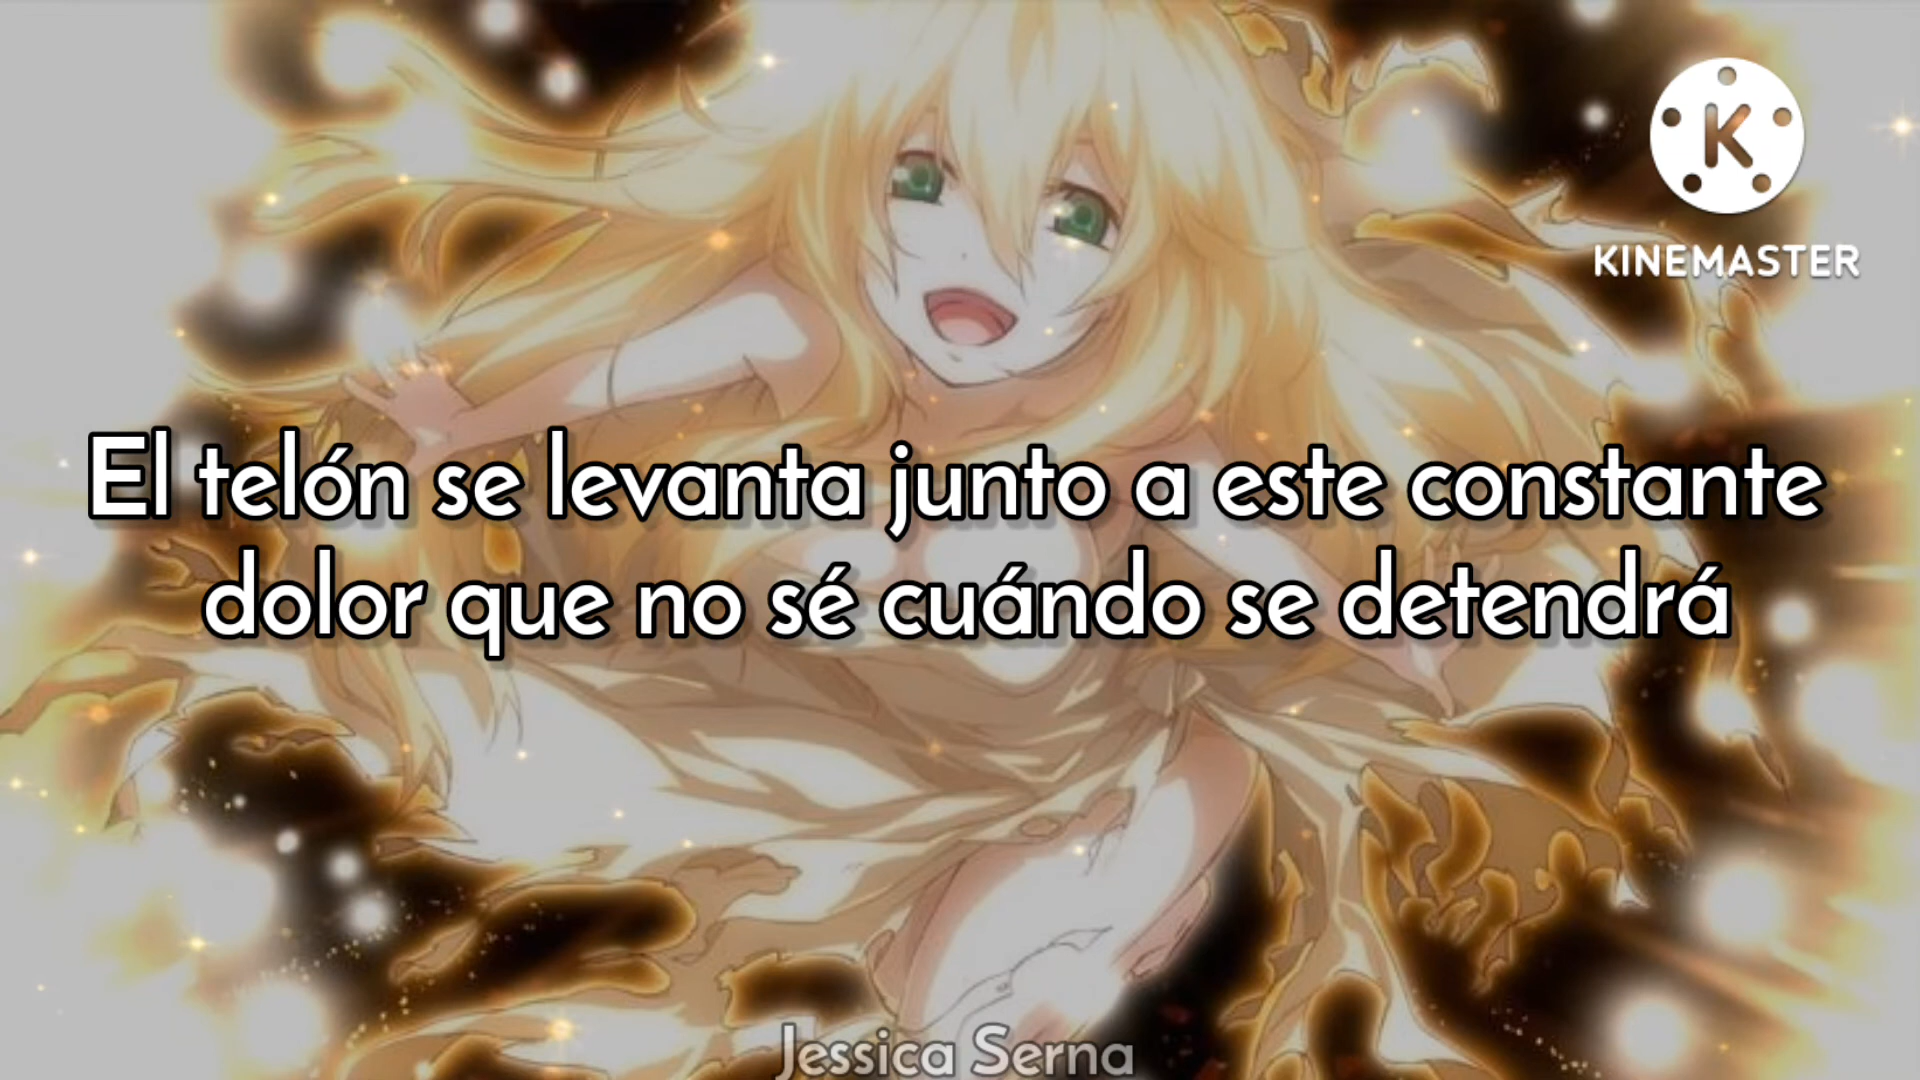 KINEMASTER
El telón se levanta junto a este constante
dolor que no sé cuándo se detendrá
Jessica Serna